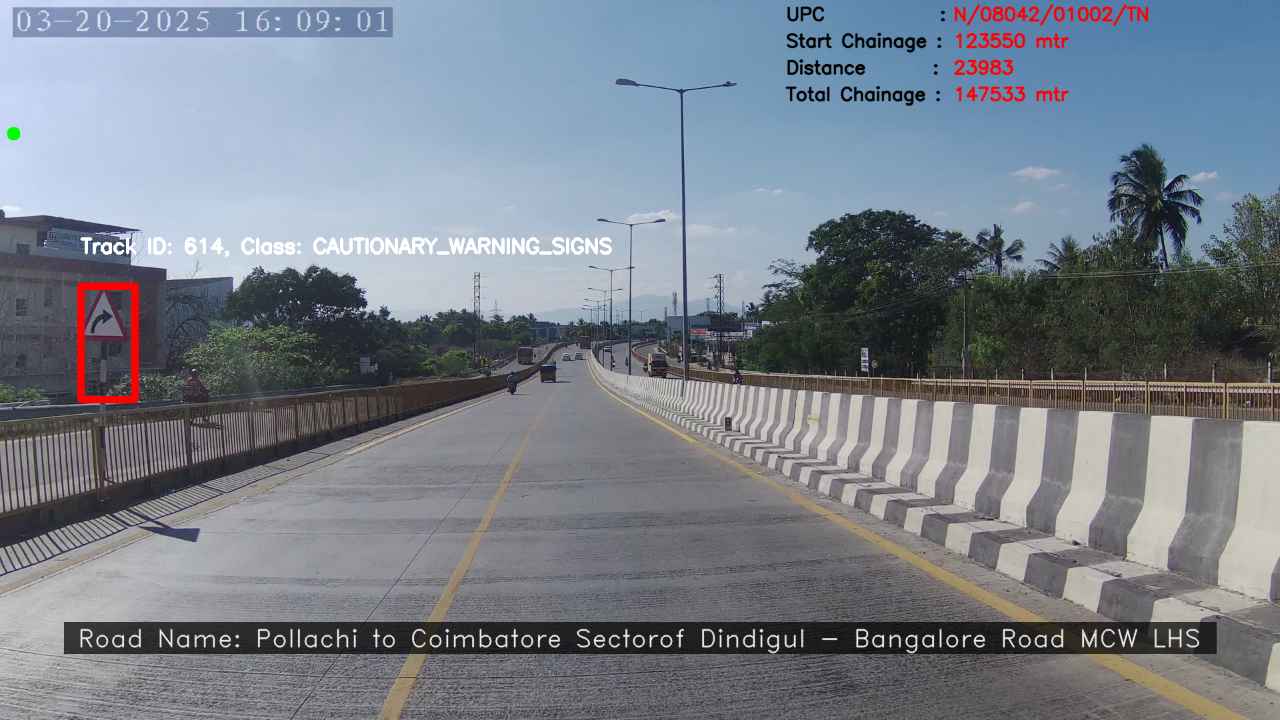 03-20-2025 16:09:01
UPC : N/08042/01002/TN
Start Chainage : 123550 mtr
Distance : 23983
Total Chainage : 147533 mtr
Track ID: 614, Class: CAUTIONARY_WARNING_SIGNS
Road Name: Pollachi to Coimbatore Sectorof Dindigul - Bangalore Road MCW LHS